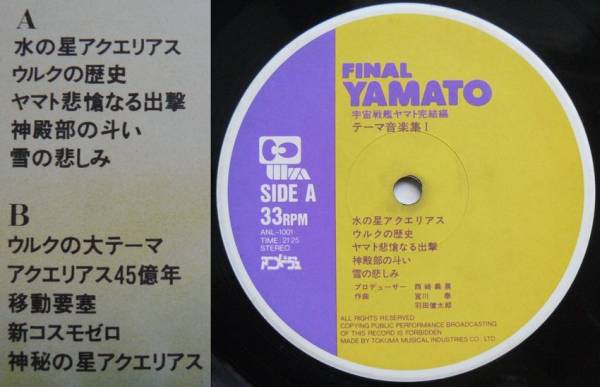 A
水の星アクエリアス
ウルクの歴史
ヤマト悲愴なる出撃
神殿部の斗い
雪の悲しみ
B
ウルクの大テーマ
アクエリアス45億年
移動要塞
新コスモゼロ
神秘の星アクエリアス
FINAL
YAMATO
宇宙戦艦ヤマト完結編
テーマ音楽集I
SIDE A
33RPM
ANL-1001
TIME: 21'25
STEREO
アニメージュ
水の星アクエリアス
ウルクの歴史
ヤマト悲愴なる出撃
神殿部の斗い
雪の悲しみ
プロデューサー 西崎義展
作曲 宮川 泰
羽田健太郎
ALL RIGHTS RESERVED
COPYING PUBLIC PERFORMANCE BROADCASTING
OF THIS RECORD IS FORBIDDEN
MADE BY TOKUMA MUSICAL INDUSTRIES CO., LTD.